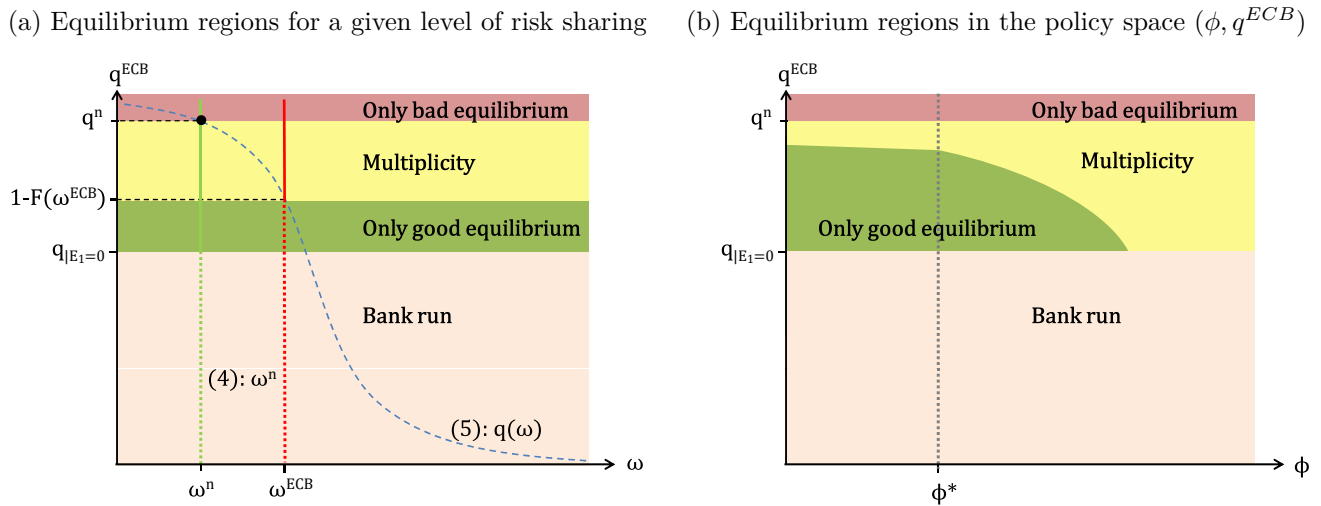 (a) Equilibrium regions for a given level of risk sharing
q^ECB
q^n
1-F(ω^ECB)
q_|E₁=0
Only bad equilibrium
Multiplicity
Only good equilibrium
Bank run
(4): ω^n
(5): q(ω)
ω
ω^n
ω^ECB
(b) Equilibrium regions in the policy space (ϕ, q^ECB)
q^ECB
q^n
q_|E₁=0
Only bad equilibrium
Multiplicity
Only good equilibrium
Bank run
ϕ
ϕ*